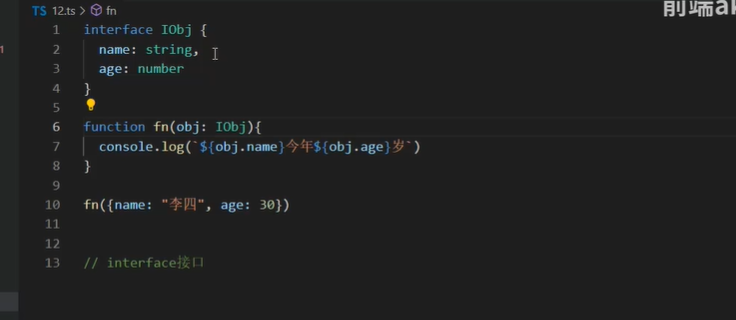 TS 12.ts > fn
前端
1 interface IObj {
2 name: string,
3 age: number
4 }
5
6 function fn(obj: IObj){
7 console.log(`${obj.name}今年${obj.age}岁`)
8 }
9
10 fn({name: "李四", age: 30})
11
12
13 // interface接口